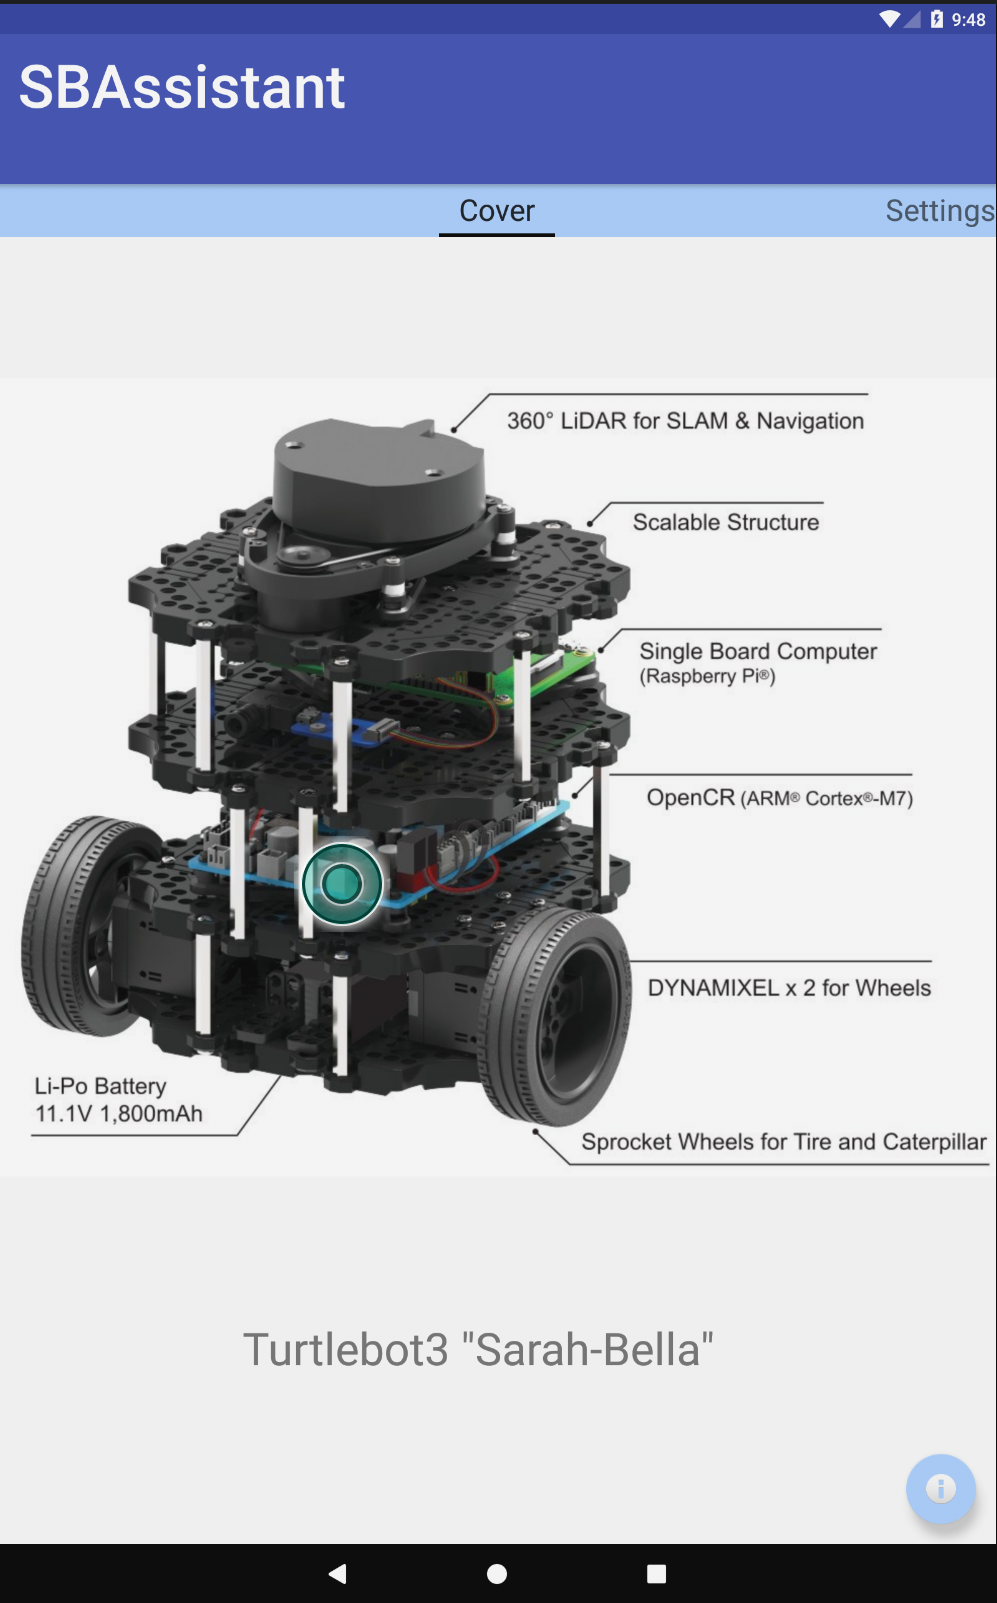 9:48
SBAssistant
Cover
Settings
360° LiDAR for SLAM & Navigation
Scalable Structure
Single Board Computer
(Raspberry Pi®)
OpenCR (ARM® Cortex®-M7)
DYNAMIXEL x 2 for Wheels
Li-Po Battery
11.1V 1,800mAh
Sprocket Wheels for Tire and Caterpillar
Turtlebot3 "Sarah-Bella"